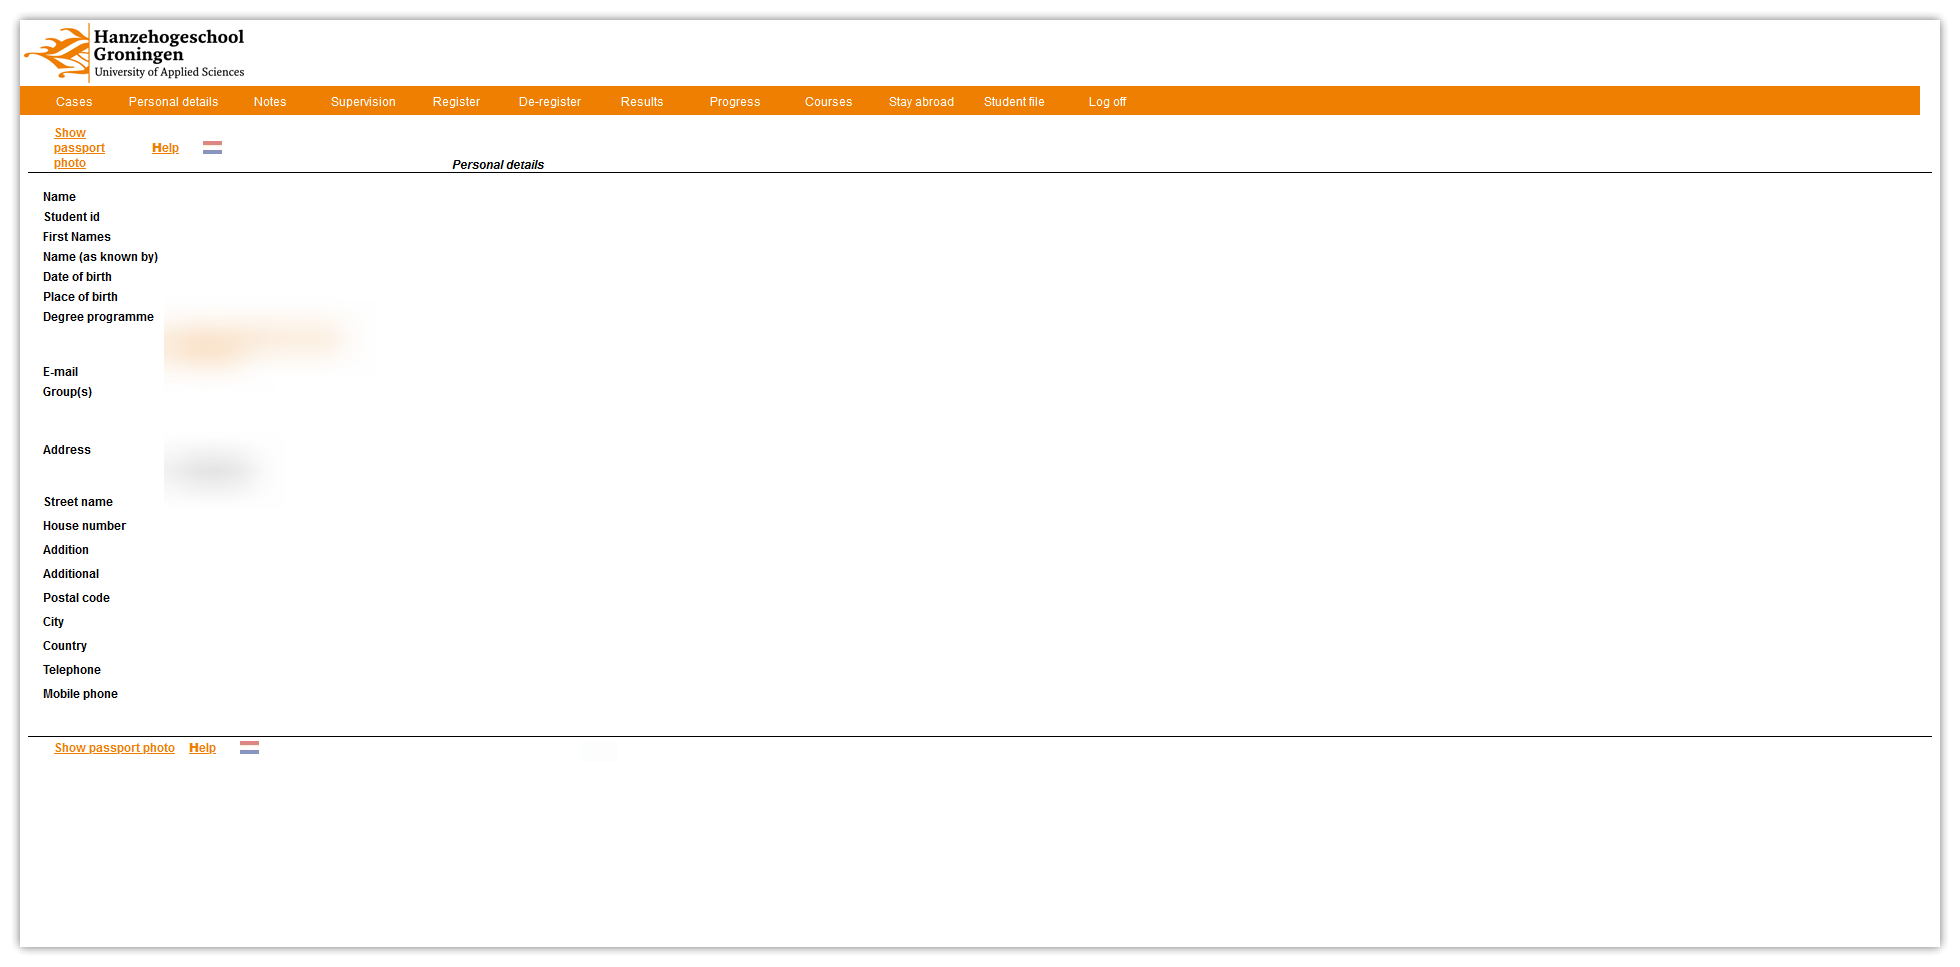 Hanzehogeschool
Groningen
University of Applied Sciences
Cases Personal details Notes Supervision Register De-register Results Progress Courses Stay abroad Student file Log off
Show
passport Help
photo
Personal details
Name
Student id
First Names
Name (as known by)
Date of birth
Place of birth
Degree programme
E-mail
Group(s)
Address
Street name
House number
Addition
Additional
Postal code
City
Country
Telephone
Mobile phone
Show passport photo Help